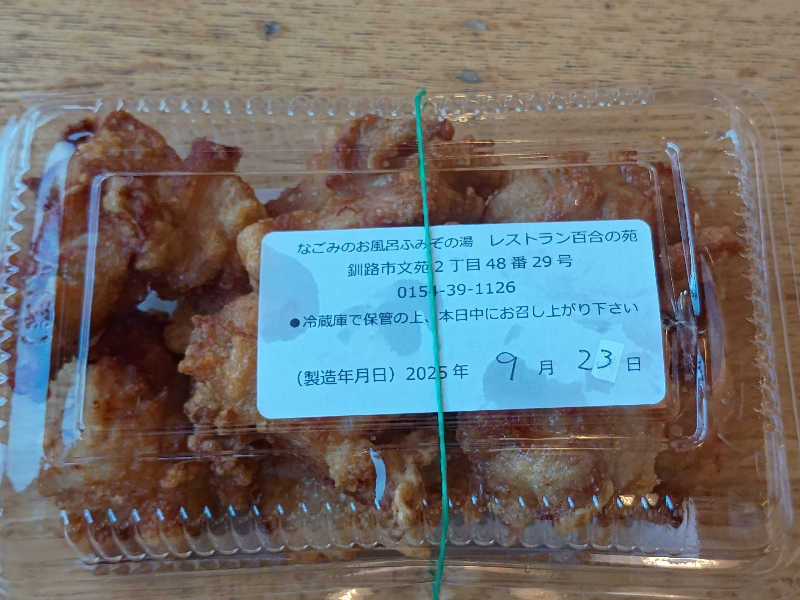 なごみのお風呂ふみぞの湯　レストラン百合の苑
釧路市文苑2丁目48番29号
0154-39-1126
●冷蔵庫で保管の上、本日中にお召し上がり下さい
(製造年月日)2025年 9月 23日